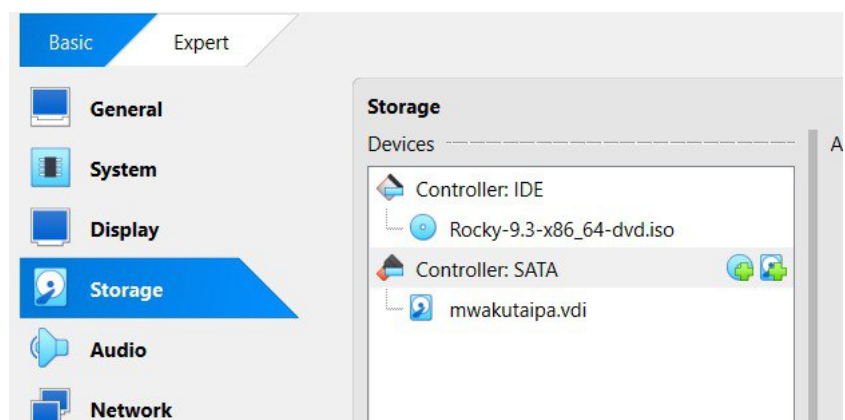 Basic Expert
General
System
Display
Storage
Audio
Network
Storage
Devices
Controller: IDE
Rocky-9.3-x86_64-dvd.iso
Controller: SATA
mwakutaipa.vdi
A